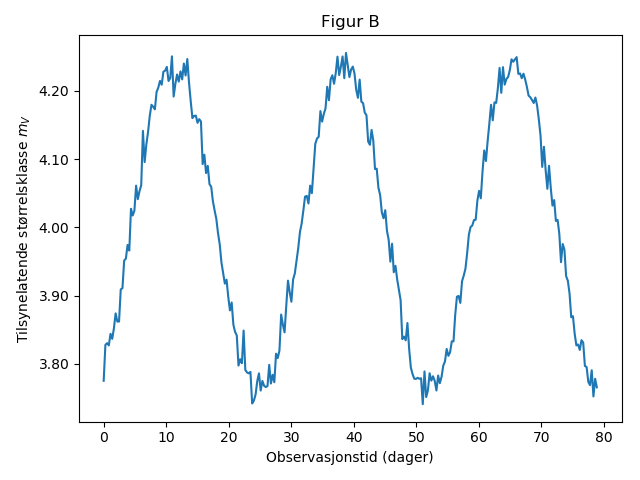 Figur B
Tilsynelatende størrelsklasse m_V
4.20
4.10
4.00
3.90
3.80
0 10 20 30 40 50 60 70 80
Observasjonstid (dager)